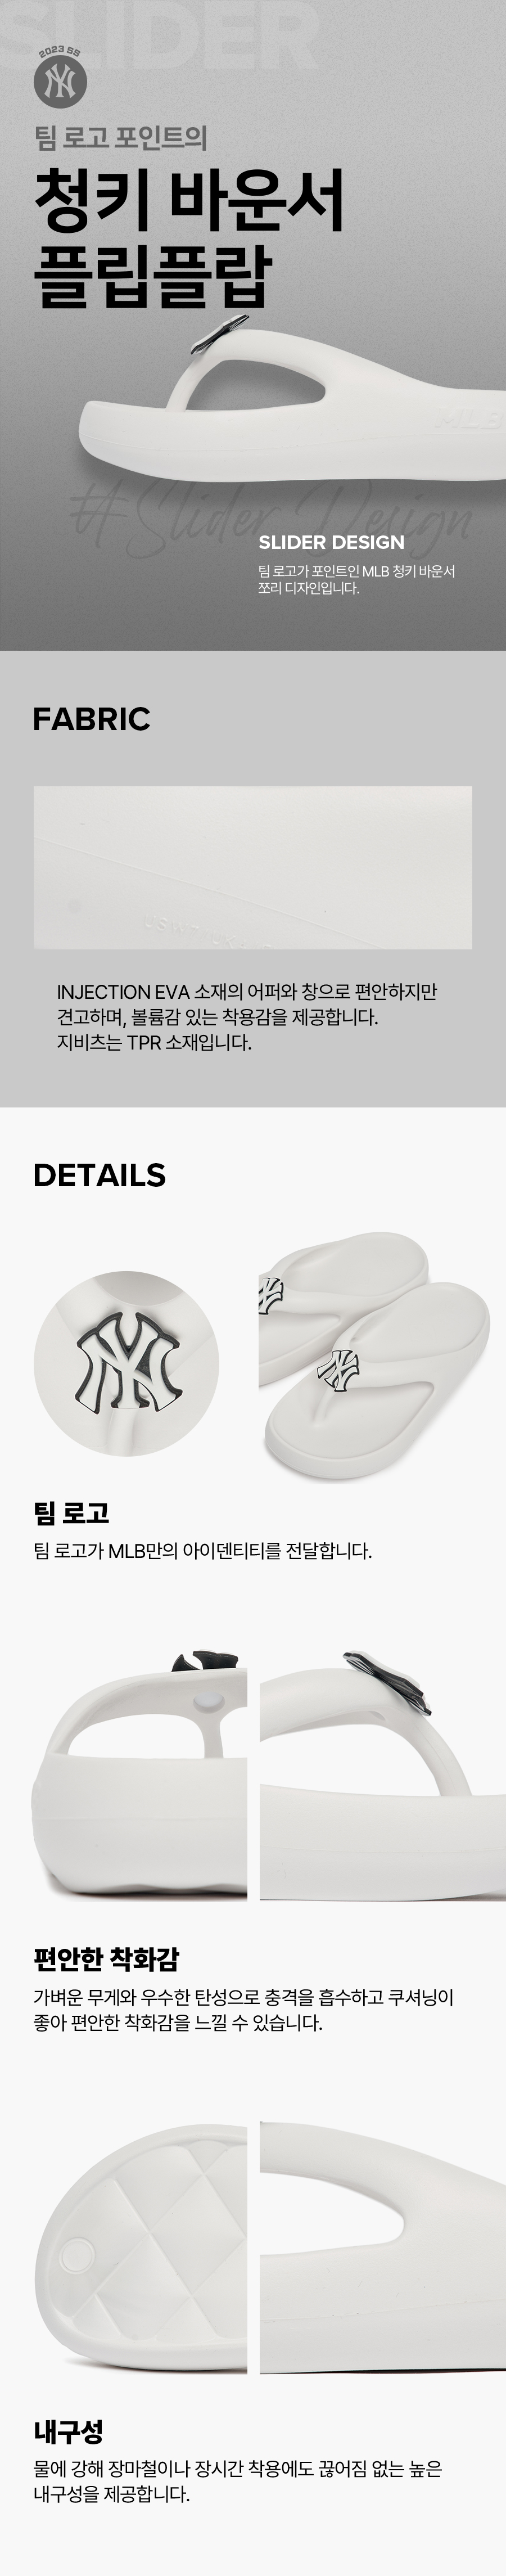 SLIDER
2023 SS
NY
팀 로고 포인트의
청키 바운서
플립플랍
MLB
#Slider Design
SLIDER DESIGN
팀 로고가 포인트인 MLB 청키 바운서
쪼리 디자인입니다.
FABRIC
INJECTION EVA 소재의 어퍼와 창으로 편안하지만
견고하며, 볼륨감 있는 착용감을 제공합니다.
지비츠는 TPR 소재입니다.
DETAILS
NY
NY
NY
팀 로고
팀 로고가 MLB만의 아이덴티티를 전달합니다.
편안한 착화감
가벼운 무게와 우수한 탄성으로 충격을 흡수하고 쿠셔닝이
좋아 편안한 착화감을 느낄 수 있습니다.
내구성
물에 강해 장마철이나 장시간 착용에도 끊어짐 없는 높은
내구성을 제공합니다.